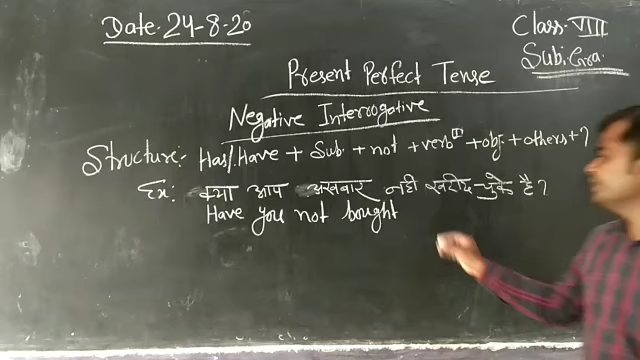 Date. 24-8-20
Class. VIII
Sub: Gra.
Present Perfect Tense
Negative Interrogative
Structure:- Has/Have + Sub + not + verb III + obj + others + ?
Ex: क्या आप अखबार नही खरीद चुके है?
Have you not bought